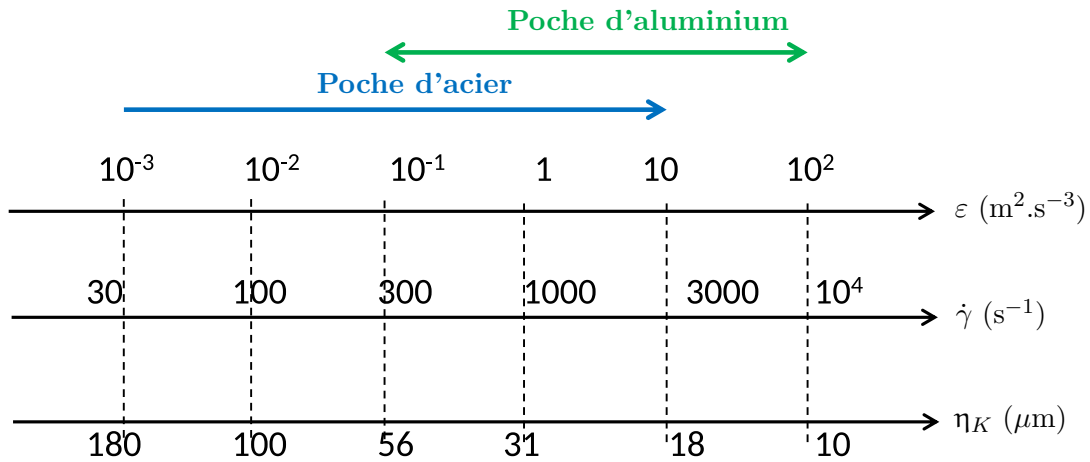 Poche d'aluminium
Poche d'acier
10⁻³ 10⁻² 10⁻¹ 1 10 10²
ε (m².s⁻³)
30 100 300 1000 3000 10⁴
γ̇ (s⁻¹)
η_K (μm)
180 100 56 31 18 10